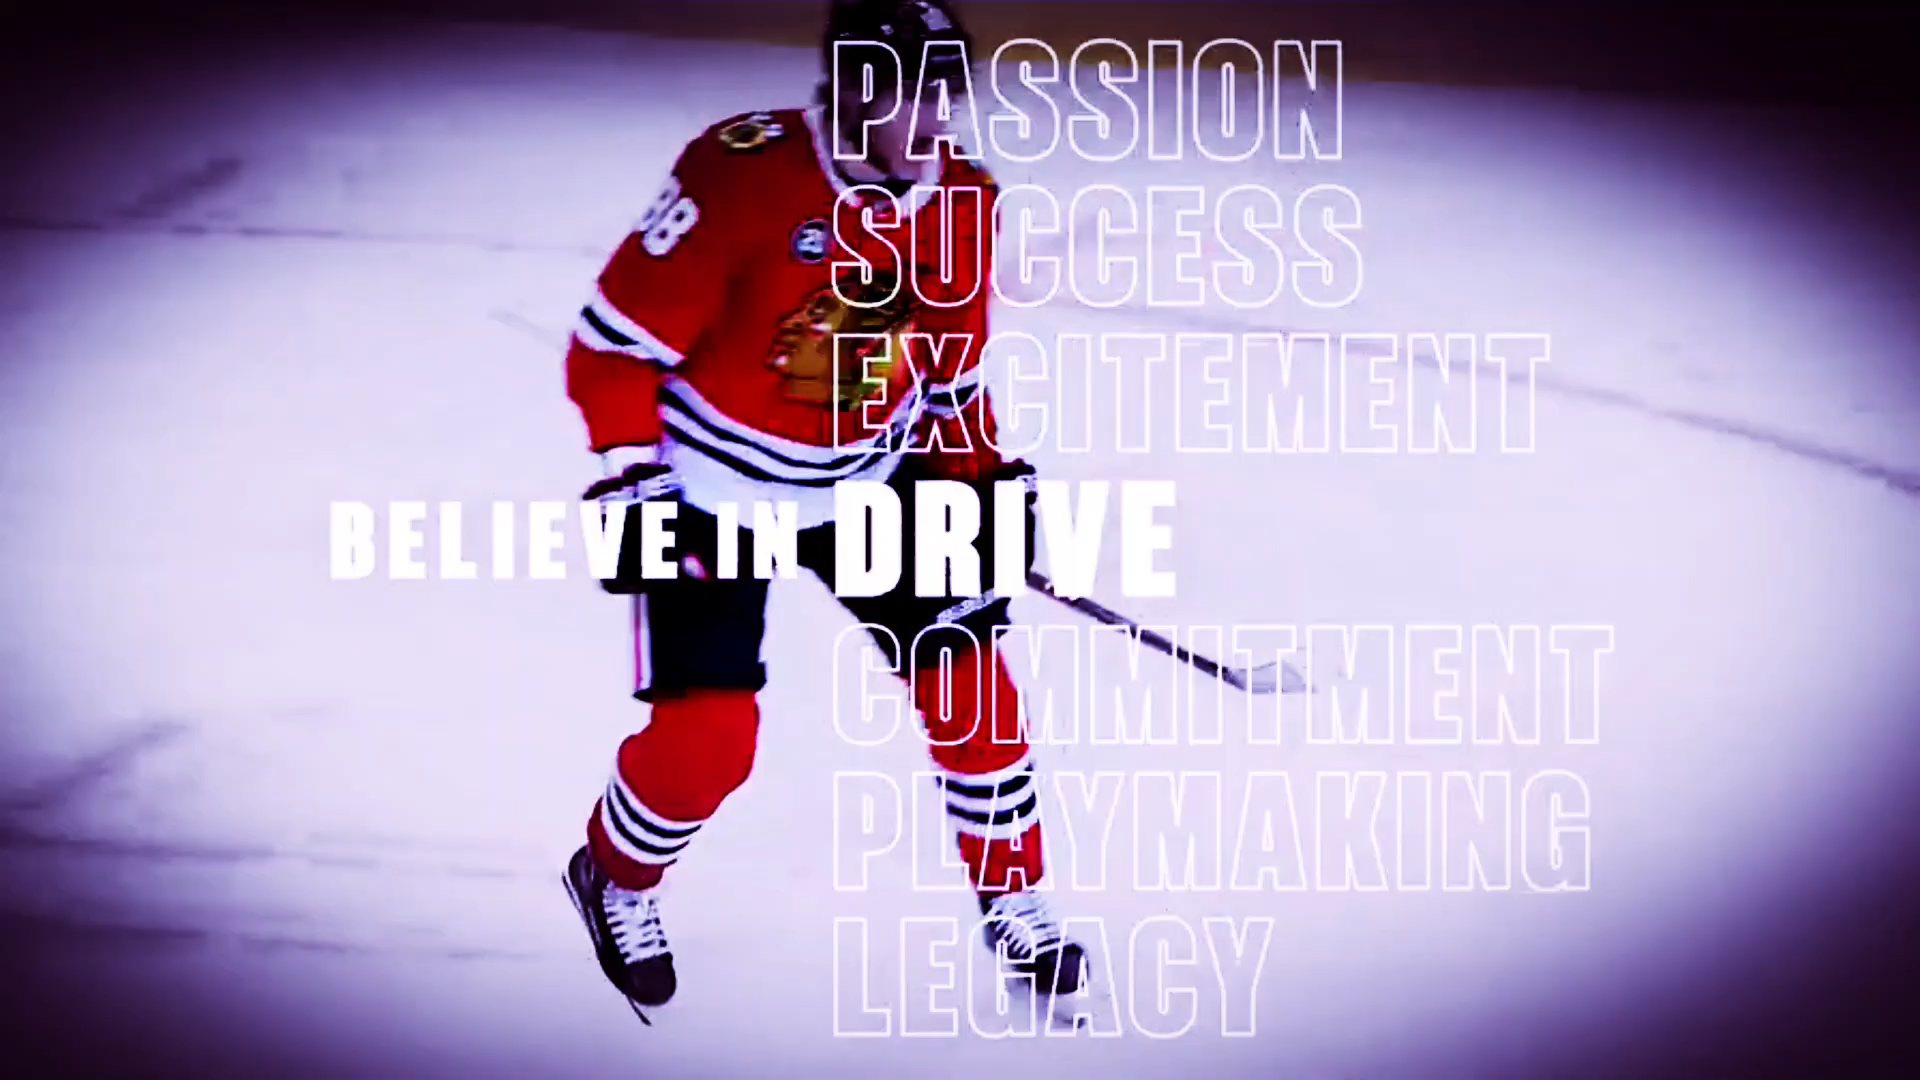 PASSION
SUCCESS
EXCITEMENT
BELIEVE IN DRIVE
COMMITMENT
PLAYMAKING
LEGACY